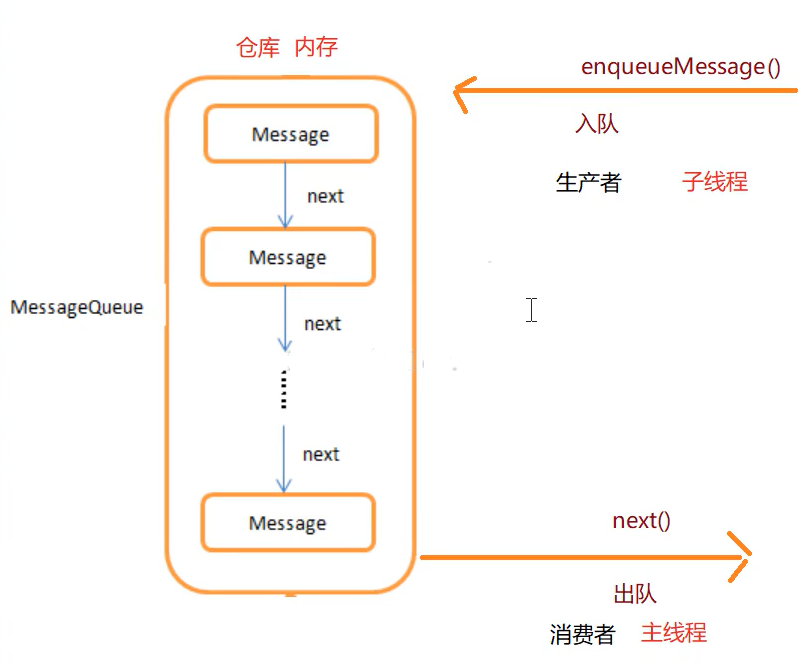 仓库 内存
enqueueMessage()
入队
生产者 子线程
Message
next
Message
MessageQueue
next
next
Message
next()
出队
消费者 主线程